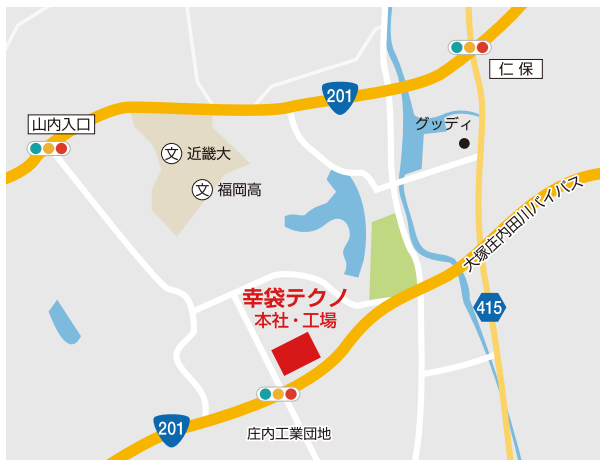 仁保
201
グッディ
山内入口
文 近畿大
文 福岡高
大塚庄内田川バイパス
幸袋テクノ
本社・工場
415
201
庄内工業団地